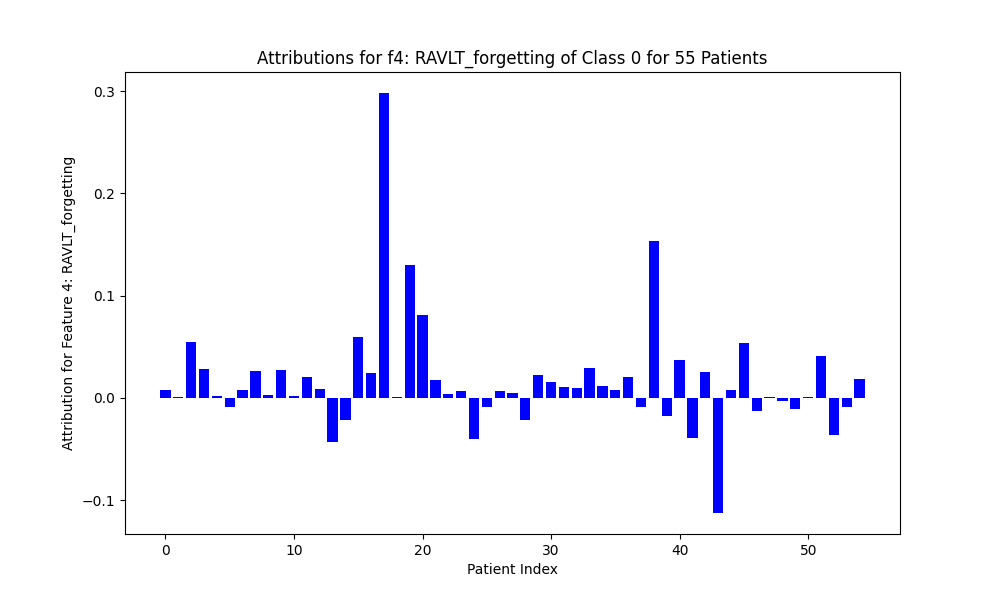 Attributions for f4: RAVLT_forgetting of Class 0 for 55 Patients
Attribution for Feature 4: RAVLT_forgetting
0.3
0.2
0.1
0.0
−0.1
0 10 20 30 40 50
Patient Index